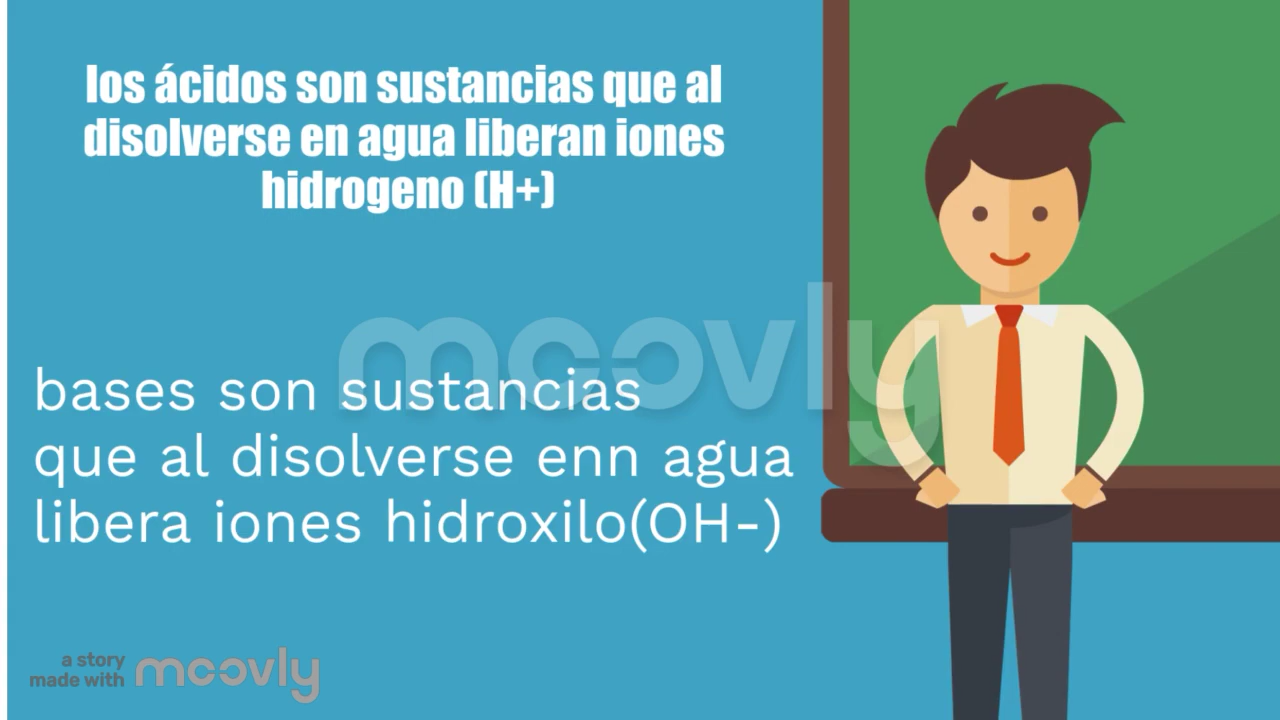 los ácidos son sustancias que al
disolverse en agua liberan iones
hidrogeno (H+)
moovly
bases son sustancias
que al disolverse enn agua
libera iones hidroxilo(OH-)
a story
made with moovly